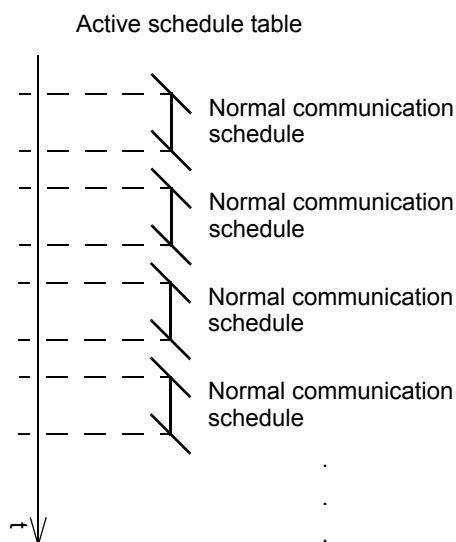 Active schedule table
Normal communication
schedule
Normal communication
schedule
Normal communication
schedule
Normal communication
schedule
.
.
.
t